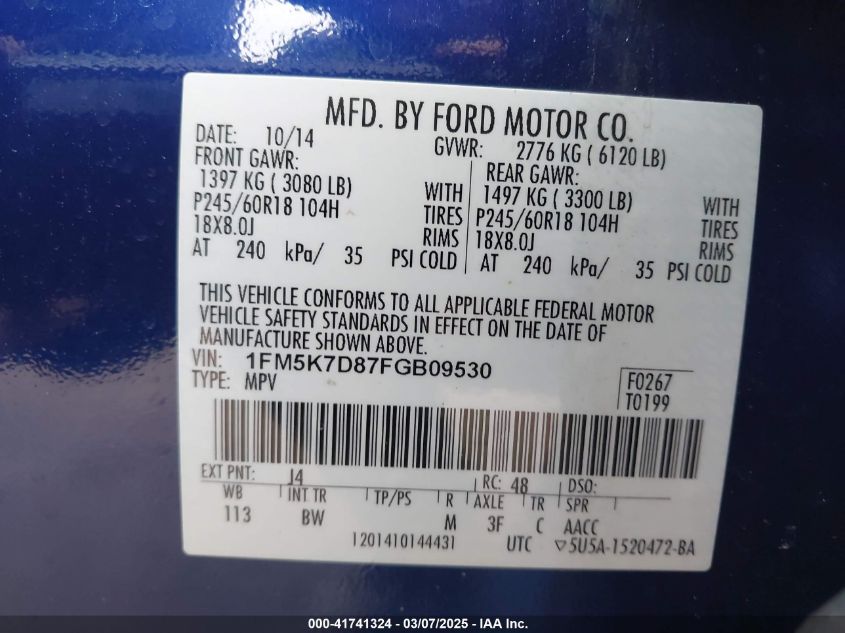 MFD. BY FORD MOTOR CO.
DATE: 10/14 GVWR: 2776 KG ( 6120 LB)
FRONT GAWR: REAR GAWR:
1397 KG ( 3080 LB) WITH 1497 KG ( 3300 LB) WITH
P245/60R18 104H TIRES P245/60R18 104H TIRES
18X8.0J RIMS 18X8.0J RIMS
AT 240 kPa/ 35 PSI COLD AT 240 kPa/ 35 PSI COLD
THIS VEHICLE CONFORMS TO ALL APPLICABLE FEDERAL MOTOR
VEHICLE SAFETY STANDARDS IN EFFECT ON THE DATE OF
MANUFACTURE SHOWN ABOVE.
VIN: 1FM5K7D87FGB09530
TYPE: MPV F0267
T0199
EXT PNT: J4 RC: 48 DSO:
WB INT TR TP/PS R AXLE TR SPR
113 BW M 3F C AACC
1201410144431 UTC ▽5U5A-1520472-BA
000-41741324 | 03/07/2025 - Copyright © IAA, Inc.